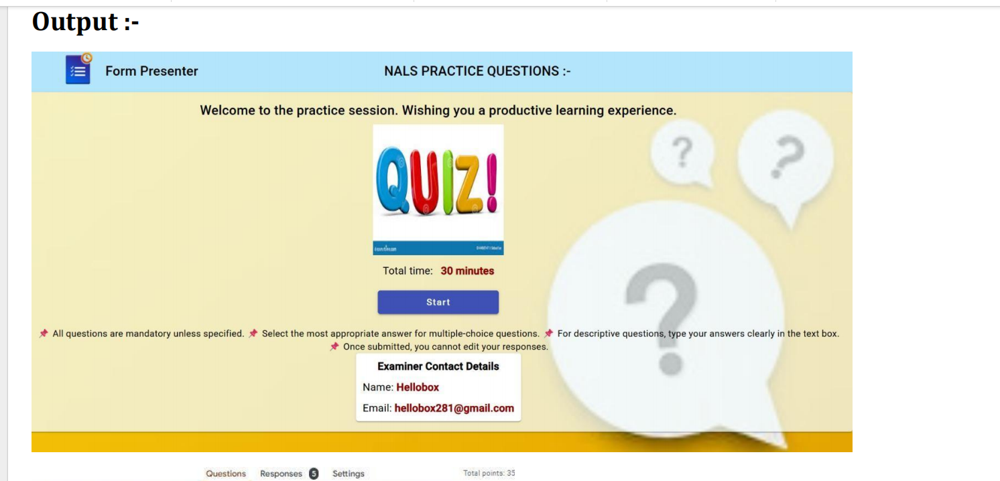 Output :-
Form Presenter
NALS PRACTICE QUESTIONS :-
Welcome to the practice session. Wishing you a productive learning experience.
QUIZ!
Total time: 30 minutes
Start
📌 All questions are mandatory unless specified. 📌 Select the most appropriate answer for multiple-choice questions. 📌 For descriptive questions, type your answers clearly in the text box.
📌 Once submitted, you cannot edit your responses.
Examiner Contact Details
Name: Hellobox
Email: hellobox281@gmail.com
Questions Responses 5 Settings Total points: 35